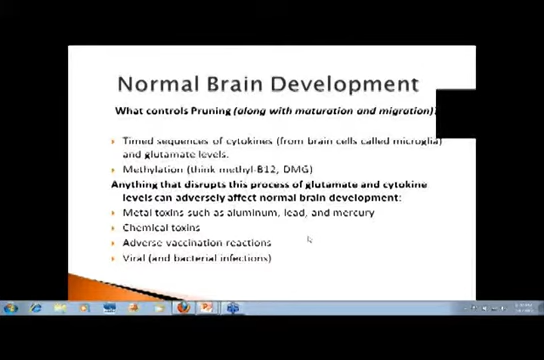 Normal Brain Development
What controls Pruning (along with maturation and migration)?
Timed sequences of cytokines (from brain cells called microglia)
and glutamate levels.
Methylation (think methyl-B12, DMG)
Anything that disrupts this process of glutamate and cytokine
levels can adversely affect normal brain development:
Metal toxins such as aluminum, lead, and mercury
Chemical toxins
Adverse vaccination reactions
Viral (and bacterial infections)